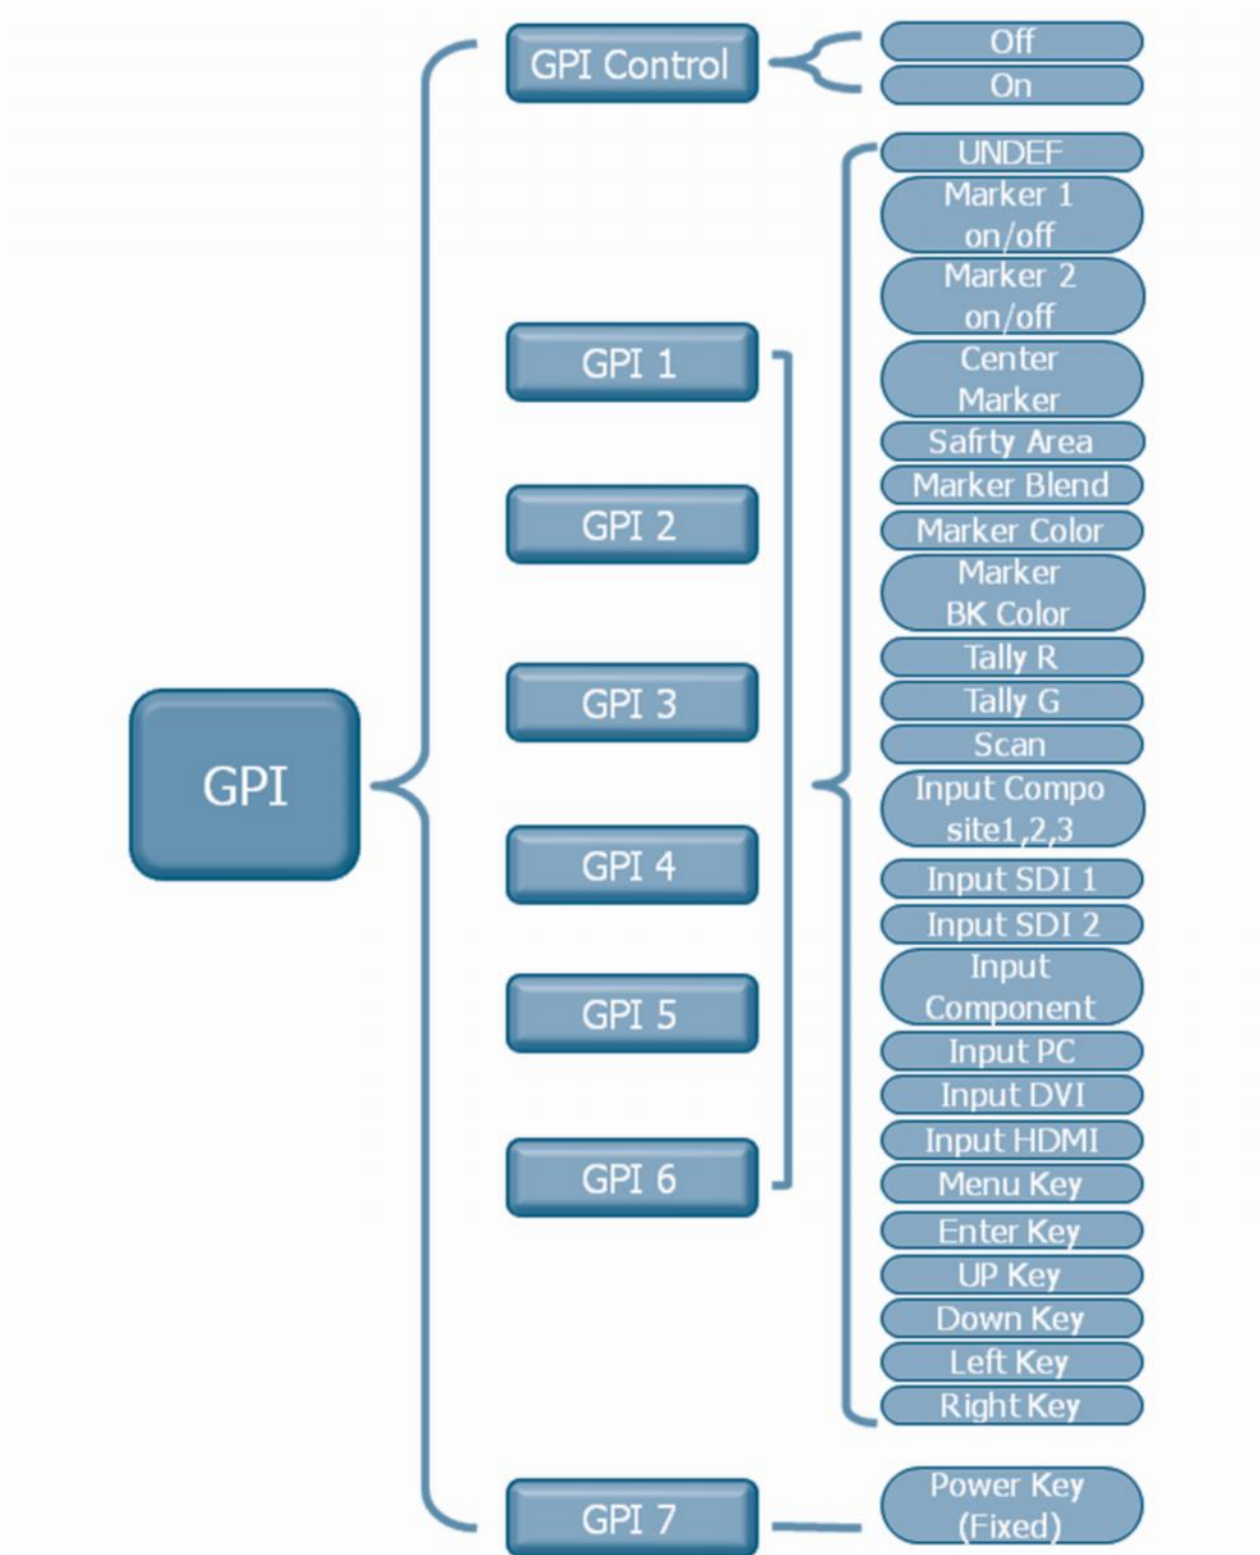 GPI
GPI Control
Off
On
GPI 1
GPI 2
GPI 3
GPI 4
GPI 5
GPI 6
UNDEF
Marker 1
on/off
Marker 2
on/off
Center
Marker
Safrty Area
Marker Blend
Marker Color
Marker
BK Color
Tally R
Tally G
Scan
Input Compo
site1,2,3
Input SDI 1
Input SDI 2
Input
Component
Input PC
Input DVI
Input HDMI
Menu Key
Enter Key
UP Key
Down Key
Left Key
Right Key
GPI 7
Power Key
(Fixed)